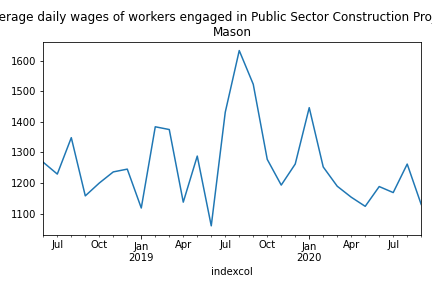 erage daily wages of workers engaged in Public Sector Construction Pro
Mason
1600
1500
1400
1300
1200
1100
Jul Oct Jan Apr Jul Oct Jan Apr Jul
2019 2020
indexcol